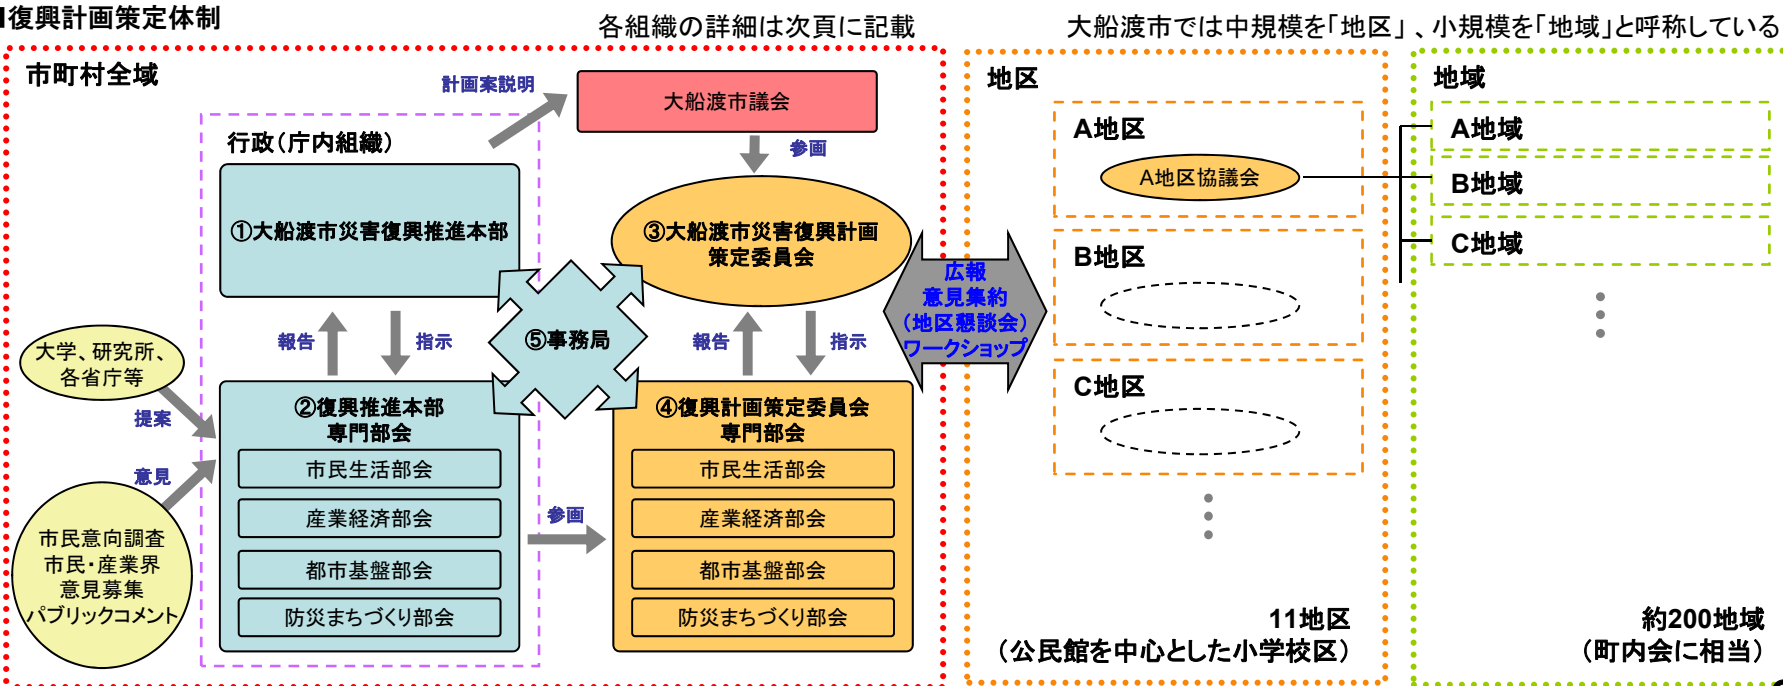 復興計画策定体制
各組織の詳細は次頁に記載
大船渡市では中規模を「地区」、小規模を「地域」と呼称している
市町村全域
計画案説明
大船渡市議会
参画
行政（庁内組織）
①大船渡市災害復興推進本部
③大船渡市災害復興計画
策定委員会
⑤事務局
報告
指示
報告
指示
大学、研究所、
各省庁等
提案
意見
市民意向調査
市民・産業界
意見募集
パブリックコメント
②復興推進本部
専門部会
市民生活部会
産業経済部会
都市基盤部会
防災まちづくり部会
参画
④復興計画策定委員会
専門部会
市民生活部会
産業経済部会
都市基盤部会
防災まちづくり部会
広報
意見集約
（地区懇談会）
ワークショップ
地区
A地区
A地区協議会
B地区
C地区
11地区
（公民館を中心とした小学校区）
地域
A地域
B地域
C地域
約200地域
（町内会に相当）